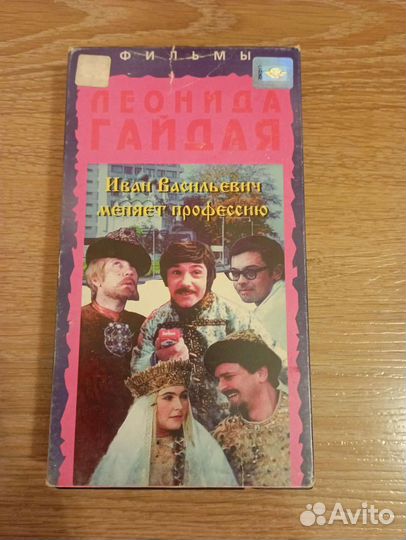 ФИЛЬМЫ
ЛЕОНИДА
ГАЙДАЯ
Иван Васильевич
меняет профессию
Avito